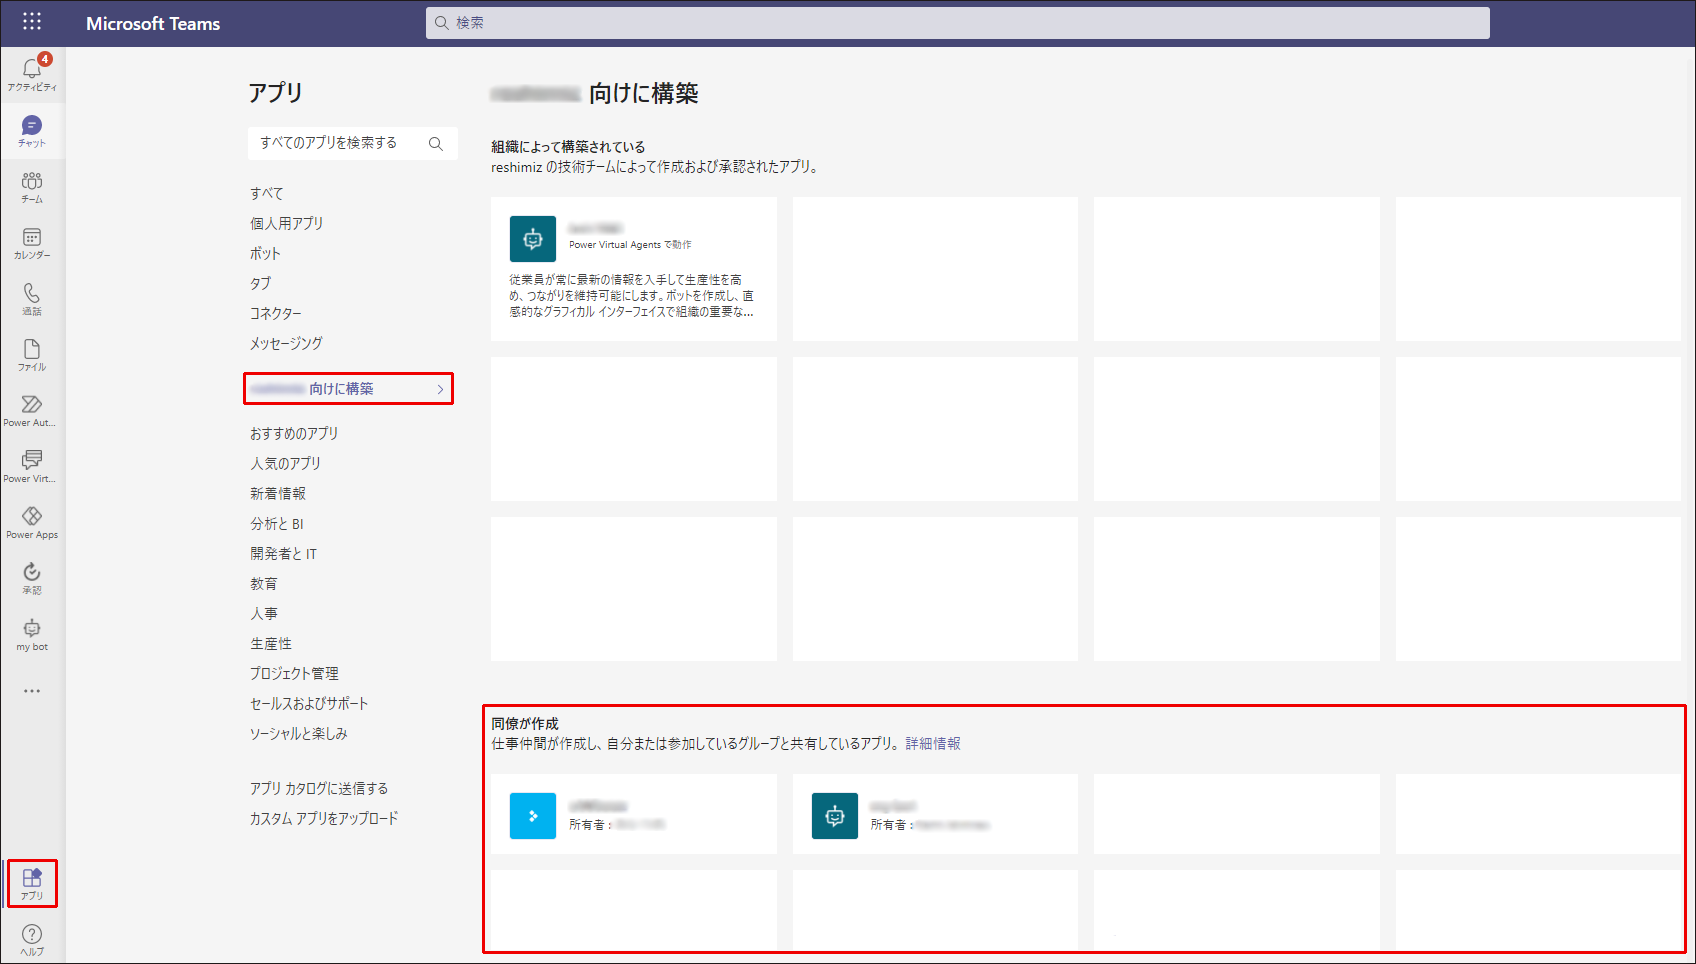 Microsoft Teams
検索
4
アクティビティ
チャット
チーム
カレンダー
通話
ファイル
Power Aut...
Power Virt...
Power Apps
承認
my bot
アプリ
ヘルプ
アプリ
すべてのアプリを検索する
すべて
個人用アプリ
ボット
タブ
コネクター
メッセージング
向けに構築
おすすめのアプリ
人気のアプリ
新着情報
分析と BI
開発者と IT
教育
人事
生産性
プロジェクト管理
セールスおよびサポート
ソーシャルと楽しみ
アプリ カタログに送信する
カスタム アプリをアップロード
向けに構築
組織によって構築されている
reshimiz の技術チームによって作成および承認されたアプリ。
Power Virtual Agents で動作
従業員が常に最新の情報を入手して生産性を高
め、つながりを維持可能にします。ボットを作成し、直
感的なグラフィカル インターフェイスで組織の重要な...
同僚が作成
仕事仲間が作成し、自分または参加しているグループと共有しているアプリ。 詳細情報
所有者 :
所有者 :